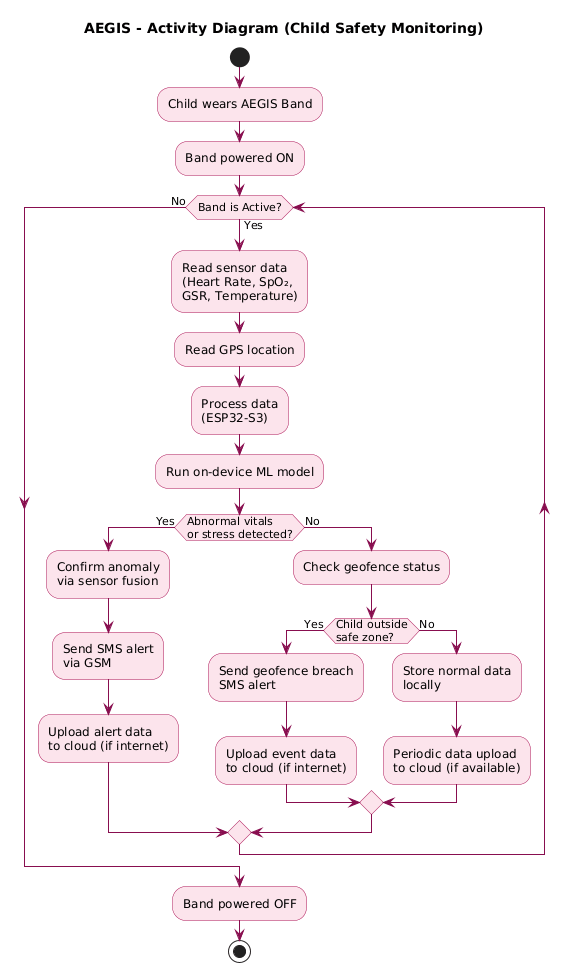 AEGIS - Activity Diagram (Child Safety Monitoring)
Child wears AEGIS Band
Band powered ON
No
Band is Active?
Yes
Read sensor data
(Heart Rate, SpO₂,
GSR, Temperature)
Read GPS location
Process data
(ESP32-S3)
Run on-device ML model
Yes
Abnormal vitals
or stress detected?
No
Confirm anomaly
via sensor fusion
Send SMS alert
via GSM
Upload alert data
to cloud (if internet)
Check geofence status
Yes
Child outside
safe zone?
No
Send geofence breach
SMS alert
Upload event data
to cloud (if internet)
Store normal data
locally
Periodic data upload
to cloud (if available)
Band powered OFF